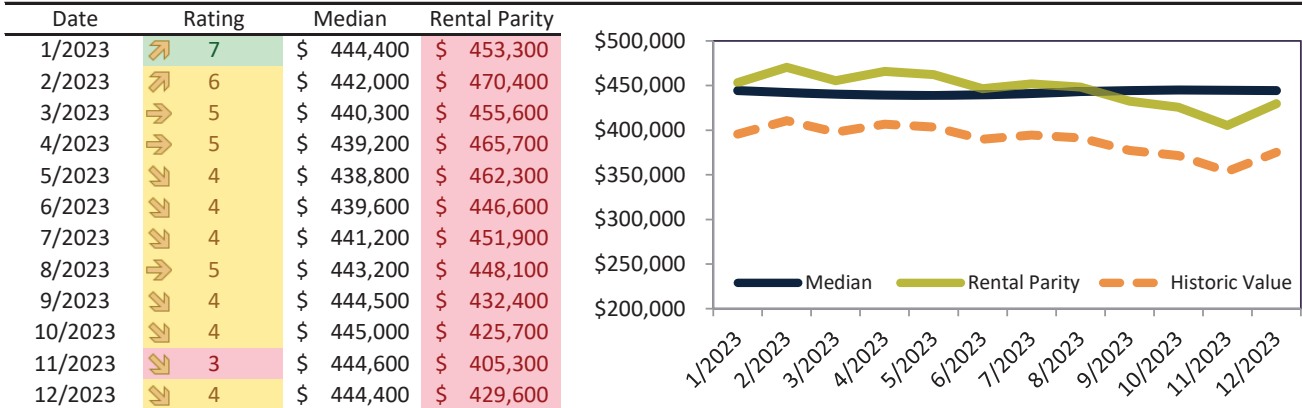 Date Rating Median Rental Parity
1/2023 7 $ 444,400 $ 453,300
2/2023 6 $ 442,000 $ 470,400
3/2023 5 $ 440,300 $ 455,600
4/2023 5 $ 439,200 $ 465,700
5/2023 4 $ 438,800 $ 462,300
6/2023 4 $ 439,600 $ 446,600
7/2023 4 $ 441,200 $ 451,900
8/2023 5 $ 443,200 $ 448,100
9/2023 4 $ 444,500 $ 432,400
10/2023 4 $ 445,000 $ 425,700
11/2023 3 $ 444,600 $ 405,300
12/2023 4 $ 444,400 $ 429,600
$500,000
$450,000
$400,000
$350,000
$300,000
$250,000
$200,000
Median Rental Parity Historic Value
1/2023 2/2023 3/2023 4/2023 5/2023 6/2023 7/2023 8/2023 9/2023 10/2023 11/2023 12/2023